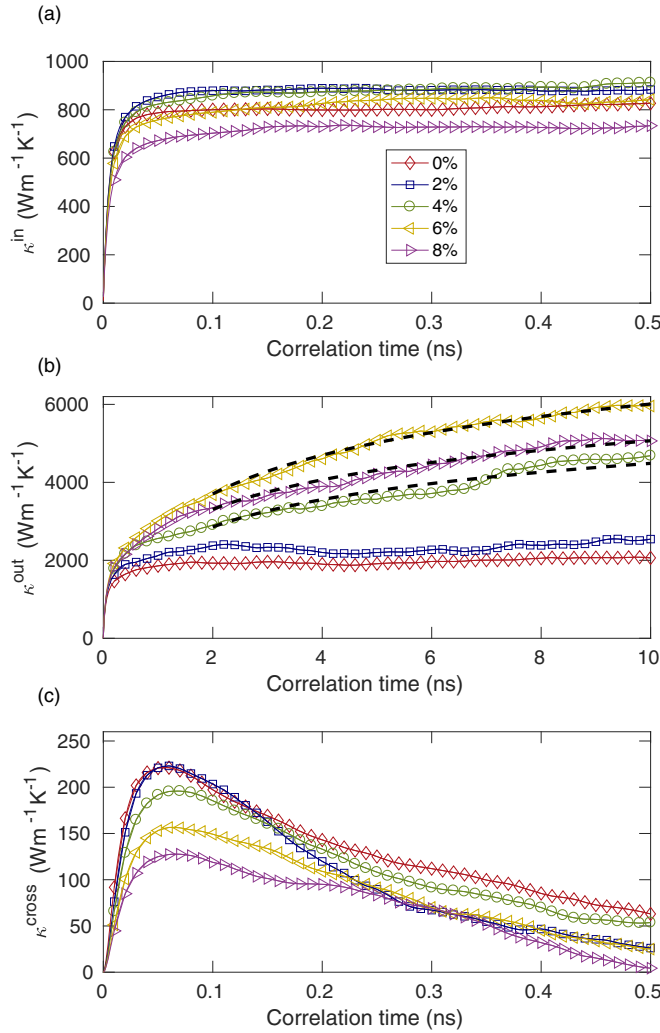 (a)
1000
800
600
400
200
0
κ^in (Wm^-1K^-1)
0%
2%
4%
6%
8%
0 0.1 0.2 0.3 0.4 0.5
Correlation time (ns)
(b)
6000
4000
2000
0
κ^out (Wm^-1K^-1)
2 4 6 8 10
Correlation time (ns)
(c)
250
200
150
100
50
0
κ^cross (Wm^-1K^-1)
0 0.1 0.2 0.3 0.4 0.5
Correlation time (ns)